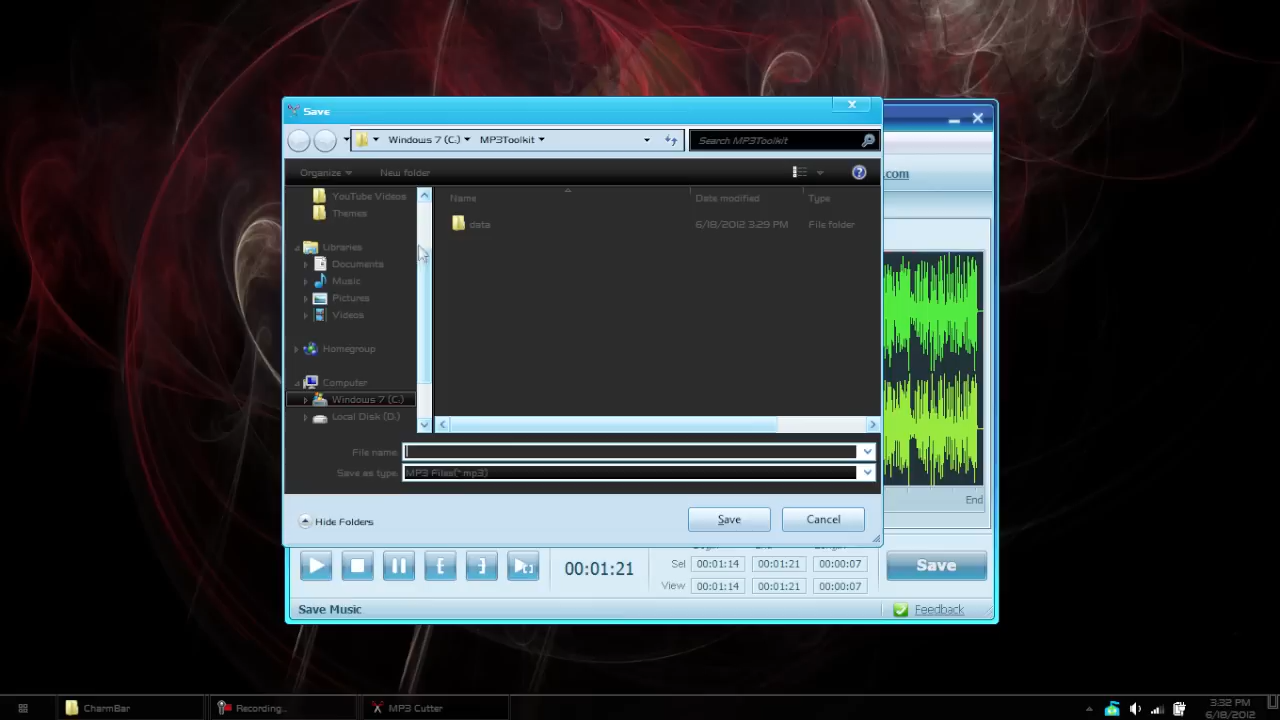 Save
Windows 7 (C:) MP3Toolkit
Search MP3Toolkit
Organize New folder
.com
YouTube Videos
Themes
Libraries
Documents
Music
Pictures
Videos
Homegroup
Computer
Windows 7 (C:)
Local Disk (D:)
Name Date modified Type
data 6/18/2012 3:29 PM File folder
File name:
Save as type: MP3 Files(*.mp3)
Hide Folders
Save Cancel
End
00:01:21
Sel 00:01:14 00:01:21 00:00:07
View 00:01:14 00:01:21 00:00:07
Save
Save Music
Feedback
CharmBar
Recording...
MP3 Cutter
3:32 PM
6/18/2012